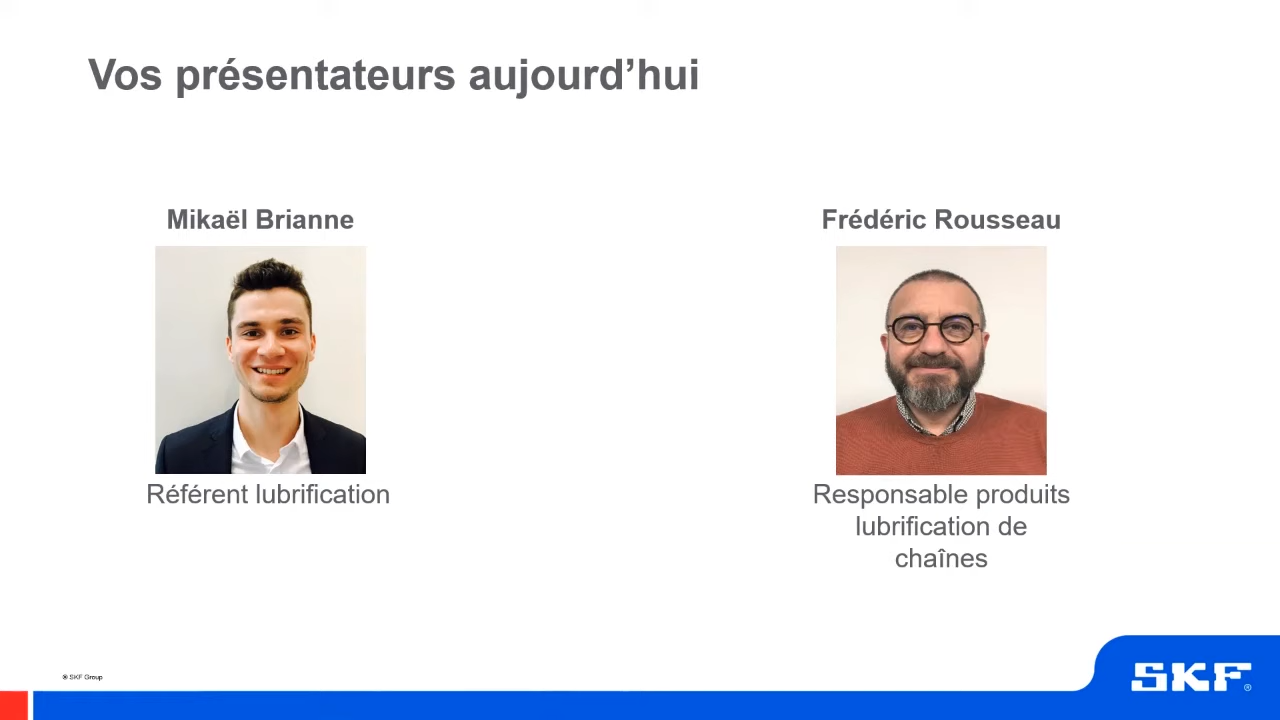 Vos présentateurs aujourd’hui
Mikaël Brianne
Frédéric Rousseau
Référent lubrification
Responsable produits
lubrification de
chaînes
® SKF Group
SKF®